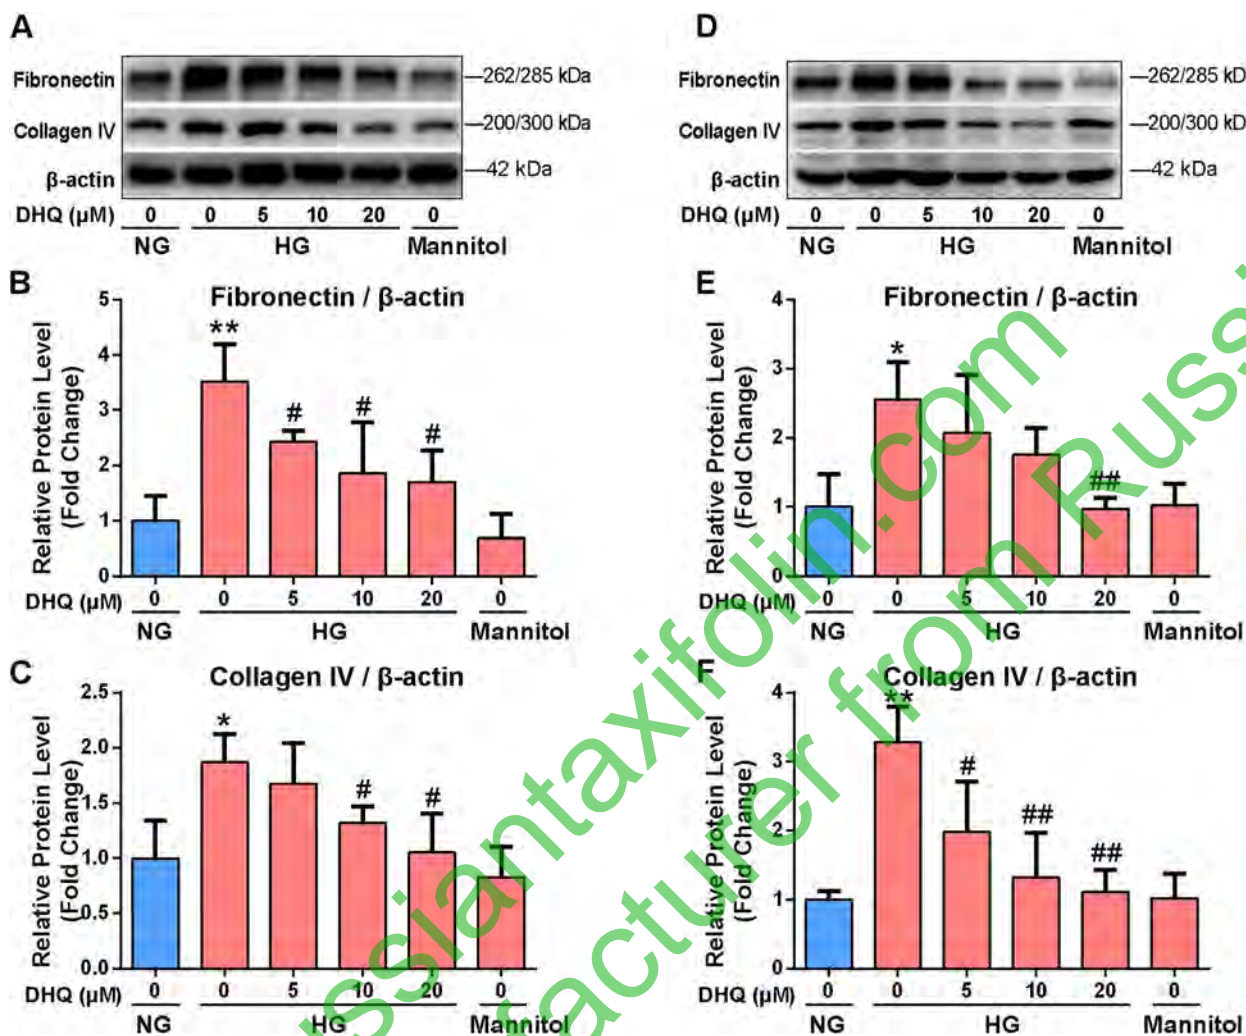 A
Fibronectin
262/285 kDa
Collagen IV
200/300 kDa
β-actin
42 kDa
DHQ (μM) 0 0 5 10 20 0
NG HG Mannitol
D
Fibronectin
262/285 kD
Collagen IV
200/300 kD
β-actin
42 kDa
DHQ (μM) 0 0 5 10 20 0
NG HG Mannitol
B
Fibronectin / β-actin
Relative Protein Level
(Fold Change)
5
4
3
2
1
0
**
#
#
#
DHQ (μM) 0 0 5 10 20 0
NG HG Mannitol
E
Fibronectin / β-actin
Relative Protein Level
(Fold Change)
4
3
2
1
0
*
##
DHQ (μM) 0 0 5 10 20 0
NG HG Mannitol
C
Collagen IV / β-actin
Relative Protein Level
(Fold Change)
2.5
2.0
1.5
1.0
0.5
0.0
*
#
#
DHQ (μM) 0 0 5 10 20 0
NG HG Mannitol
F
Collagen IV / β-actin
Relative Protein Level
(Fold Change)
4
3
2
1
0
**
#
##
##
DHQ (μM) 0 0 5 10 20 0
NG HG Mannitol
ssiantaxifolin.com
facturer from Russi